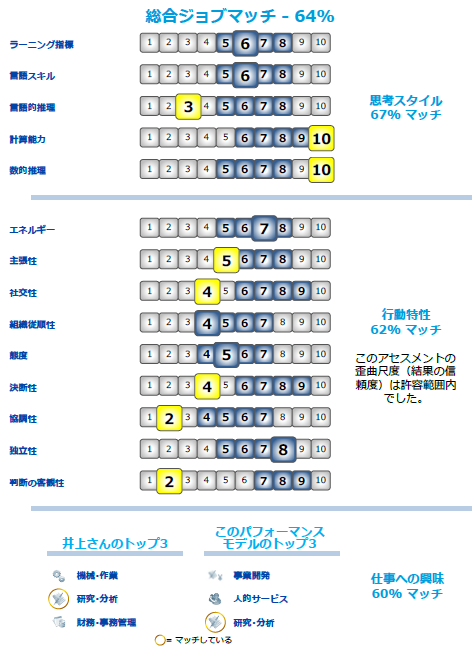 総合ジョブマッチ - 64%
ラーニング指標 1 2 3 4 5 6 7 8 9 10
言語スキル 1 2 3 4 5 6 7 8 9 10
言語的推理 1 2 3 4 5 6 7 8 9 10
計算能力 1 2 3 4 5 6 7 8 9 10
数的推理 1 2 3 4 5 6 7 8 9 10
思考スタイル
67% マッチ
エネルギー 1 2 3 4 5 6 7 8 9 10
主張性 1 2 3 4 5 6 7 8 9 10
社交性 1 2 3 4 5 6 7 8 9 10
組織従順性 1 2 3 4 5 6 7 8 9 10
態度 1 2 3 4 5 6 7 8 9 10
決断性 1 2 3 4 5 6 7 8 9 10
協調性 1 2 3 4 5 6 7 8 9 10
独立性 1 2 3 4 5 6 7 8 9 10
判断の客観性 1 2 3 4 5 6 7 8 9 10
行動特性
62% マッチ
このアセスメントの
歪曲尺度（結果の信
頼度）は許容範囲内
でした。
井上さんのトップ3
機械・作業
研究・分析
財務・事務管理
このパフォーマンス
モデルのトップ3
事業開発
人的サービス
研究・分析
仕事への興味
60% マッチ
= マッチしている